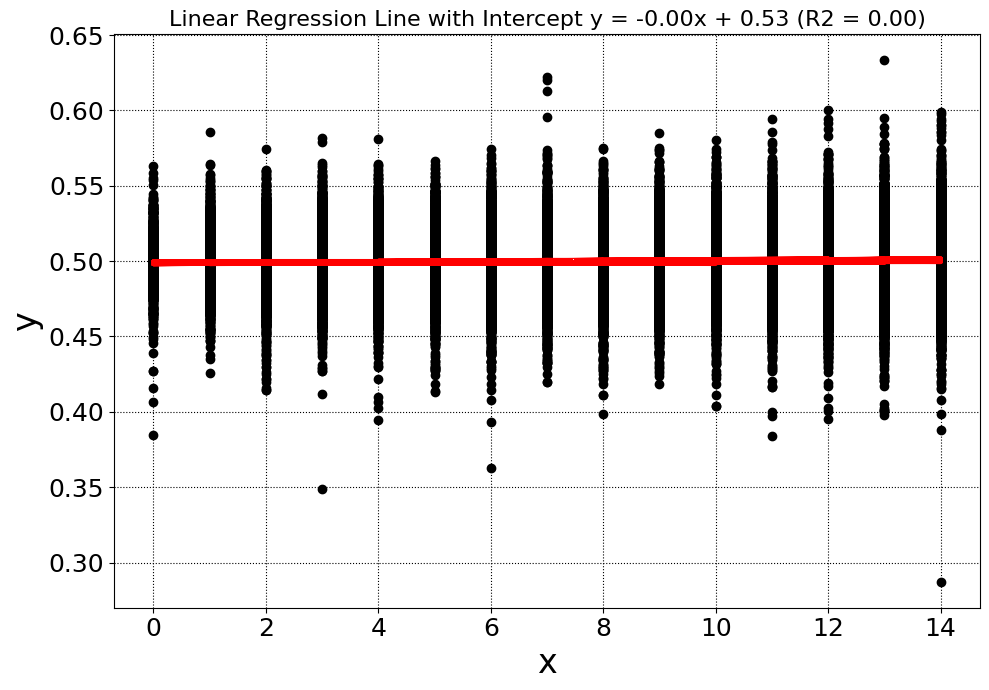 Linear Regression Line with Intercept y = -0.00x + 0.53 (R2 = 0.00)
0.65
0.60
0.55
0.50
0.45
0.40
0.35
0.30
y
0 2 4 6 8 10 12 14
x